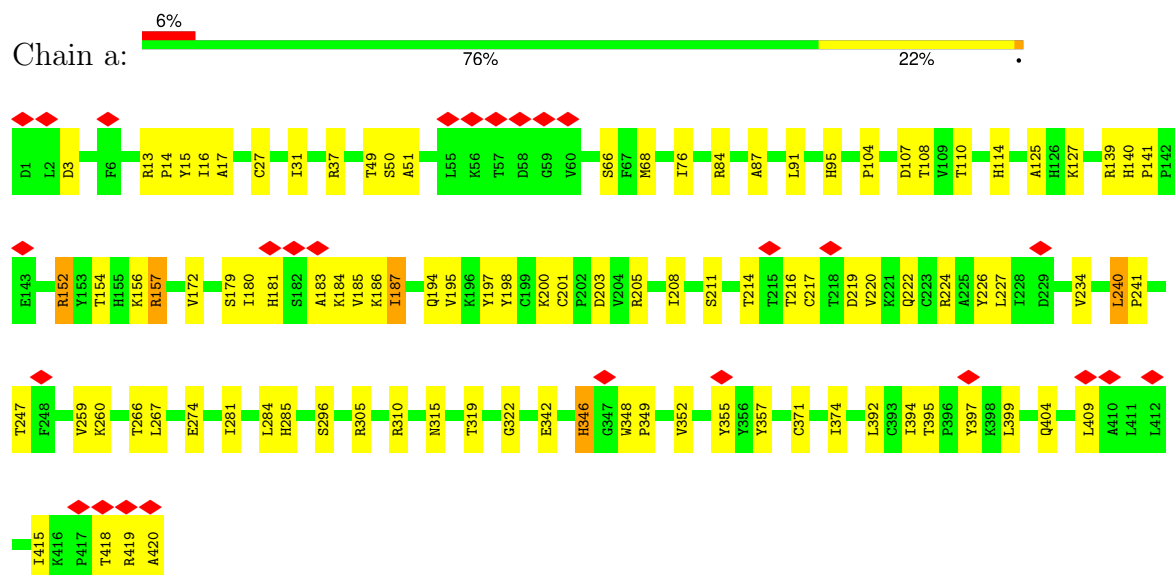 6%
Chain a:
76% 22% •
D1 L2 D3 F6 R13 P14 Y15 I16 A17 C27 I31 R37 T49 S50 A51 L55 K56 T57 D58 G59 V60 S66 F67 M68 I76 R84 A87 L91 H95 P104 D107 T108 V109 T110 H114 A125 H126 K127 R139 H140 P141 P142
E143 R152 Y153 T154 H155 K156 R157 V172 S179 I180 H181 S182 A183 K184 V185 K186 I187 Q194 V195 K196 Y197 Y198 C199 K200 C201 P202 D203 V204 R205 I208 S211 T214 T215 T216 C217 T218 D219 V220 K221 Q222 C223 R224 A225 Y226 L227 I228 D229 V234 L240 P241
T247 F248 V259 K260 T266 L267 E274 I281 L284 H285 S296 R305 R310 N315 T319 G322 E342 H346 G347 W348 P349 V352 Y355 Y356 Y357 C371 I374 L392 C393 I394 T395 P396 Y397 K398 L399 Q404 L409 A410 L411 L412
I415 K416 P417 T418 R419 A420